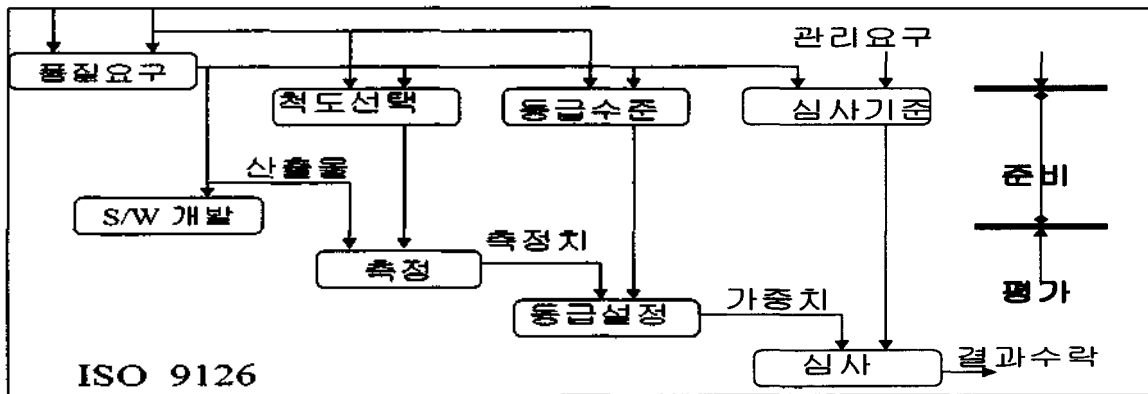 관리요구
품질요구
척도선택
등급수준
심사기준
산출물
준비
S/W 개발
측정치
측정
평가
등급설정
가중치
결과수락
심사
ISO 9126